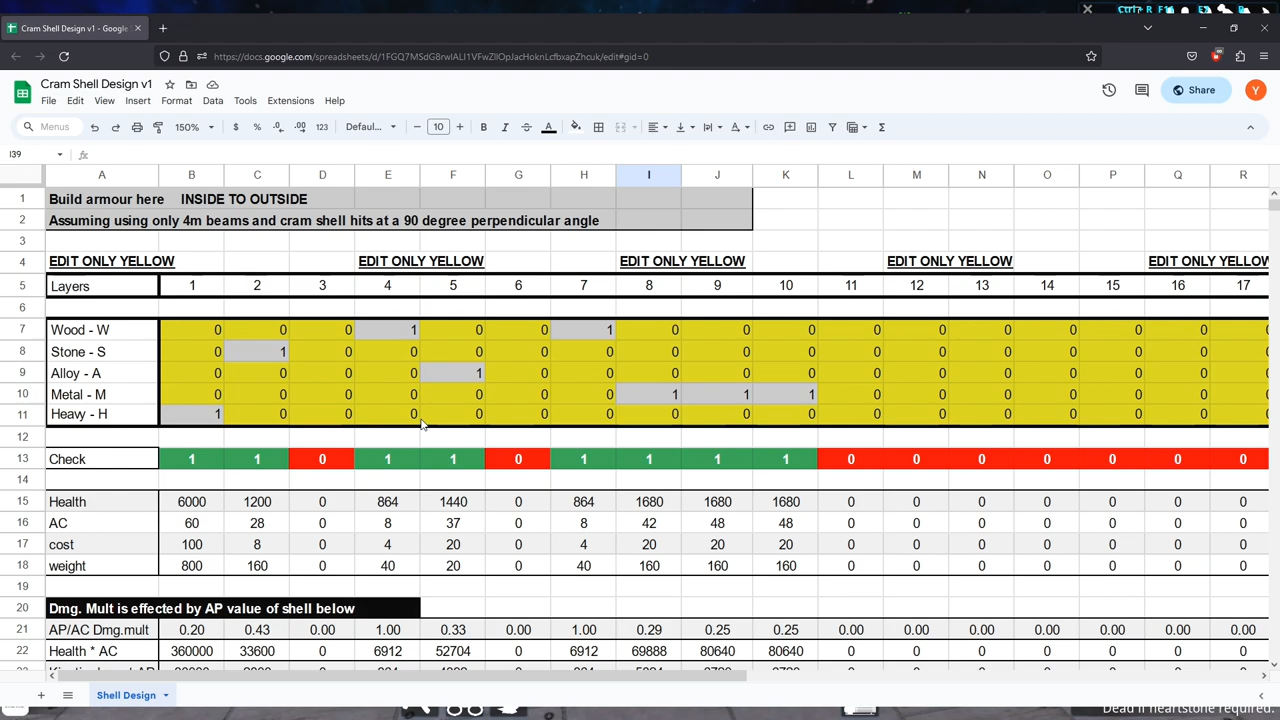 Ctrl+ R F11 E2 R
Cram Shell Design v1 - Google
https://docs.google.com/spreadsheets/d/1FGQ7MSdG8rwlALI1VFwZlIOpJacHoknLcfbxapZhcuk/edit#gid=0
Cram Shell Design v1
File Edit View Insert Format Data Tools Extensions Help
Share
Y
Menus 150% $ % .0 .00 123 Defaul... − 10 + B I A
I39 fx
A B C D E F G H I J K L M N O P Q R
1 Build armour here INSIDE TO OUTSIDE
2 Assuming using only 4m beams and cram shell hits at a 90 degree perpendicular angle
3
4 EDIT ONLY YELLOW EDIT ONLY YELLOW EDIT ONLY YELLOW EDIT ONLY YELLOW EDIT ONLY YELLOW
5 Layers 1 2 3 4 5 6 7 8 9 10 11 12 13 14 15 16 17
6
7 Wood - W 0 0 0 1 0 0 1 0 0 0 0 0 0 0 0 0 0
8 Stone - S 0 1 0 0 0 0 0 0 0 0 0 0 0 0 0 0 0
9 Alloy - A 0 0 0 0 1 0 0 0 0 0 0 0 0 0 0 0 0
10 Metal - M 0 0 0 0 0 0 0 1 1 1 0 0 0 0 0 0 0
11 Heavy - H 1 0 0 0 0 0 0 0 0 0 0 0 0 0 0 0 0
12
13 Check 1 1 0 1 1 0 1 1 1 1 0 0 0 0 0 0 0
14
15 Health 6000 1200 0 864 1440 0 864 1680 1680 1680 0 0 0 0 0 0 0
16 AC 60 28 0 8 37 0 8 42 48 48 0 0 0 0 0 0 0
17 cost 100 8 0 4 20 0 4 20 20 20 0 0 0 0 0 0 0
18 weight 800 160 0 40 20 0 40 160 160 160 0 0 0 0 0 0 0
19
20 Dmg. Mult is effected by AP value of shell below
21 AP/AC Dmg.mult 0.20 0.43 0.00 1.00 0.33 0.00 1.00 0.29 0.25 0.25 0.00 0.00 0.00 0.00 0.00 0.00 0.00
22 Health * AC 360000 33600 0 6912 52704 0 6912 69888 80640 80640 0 0 0 0 0 0 0
Shell Design
Dead if heartstone required.